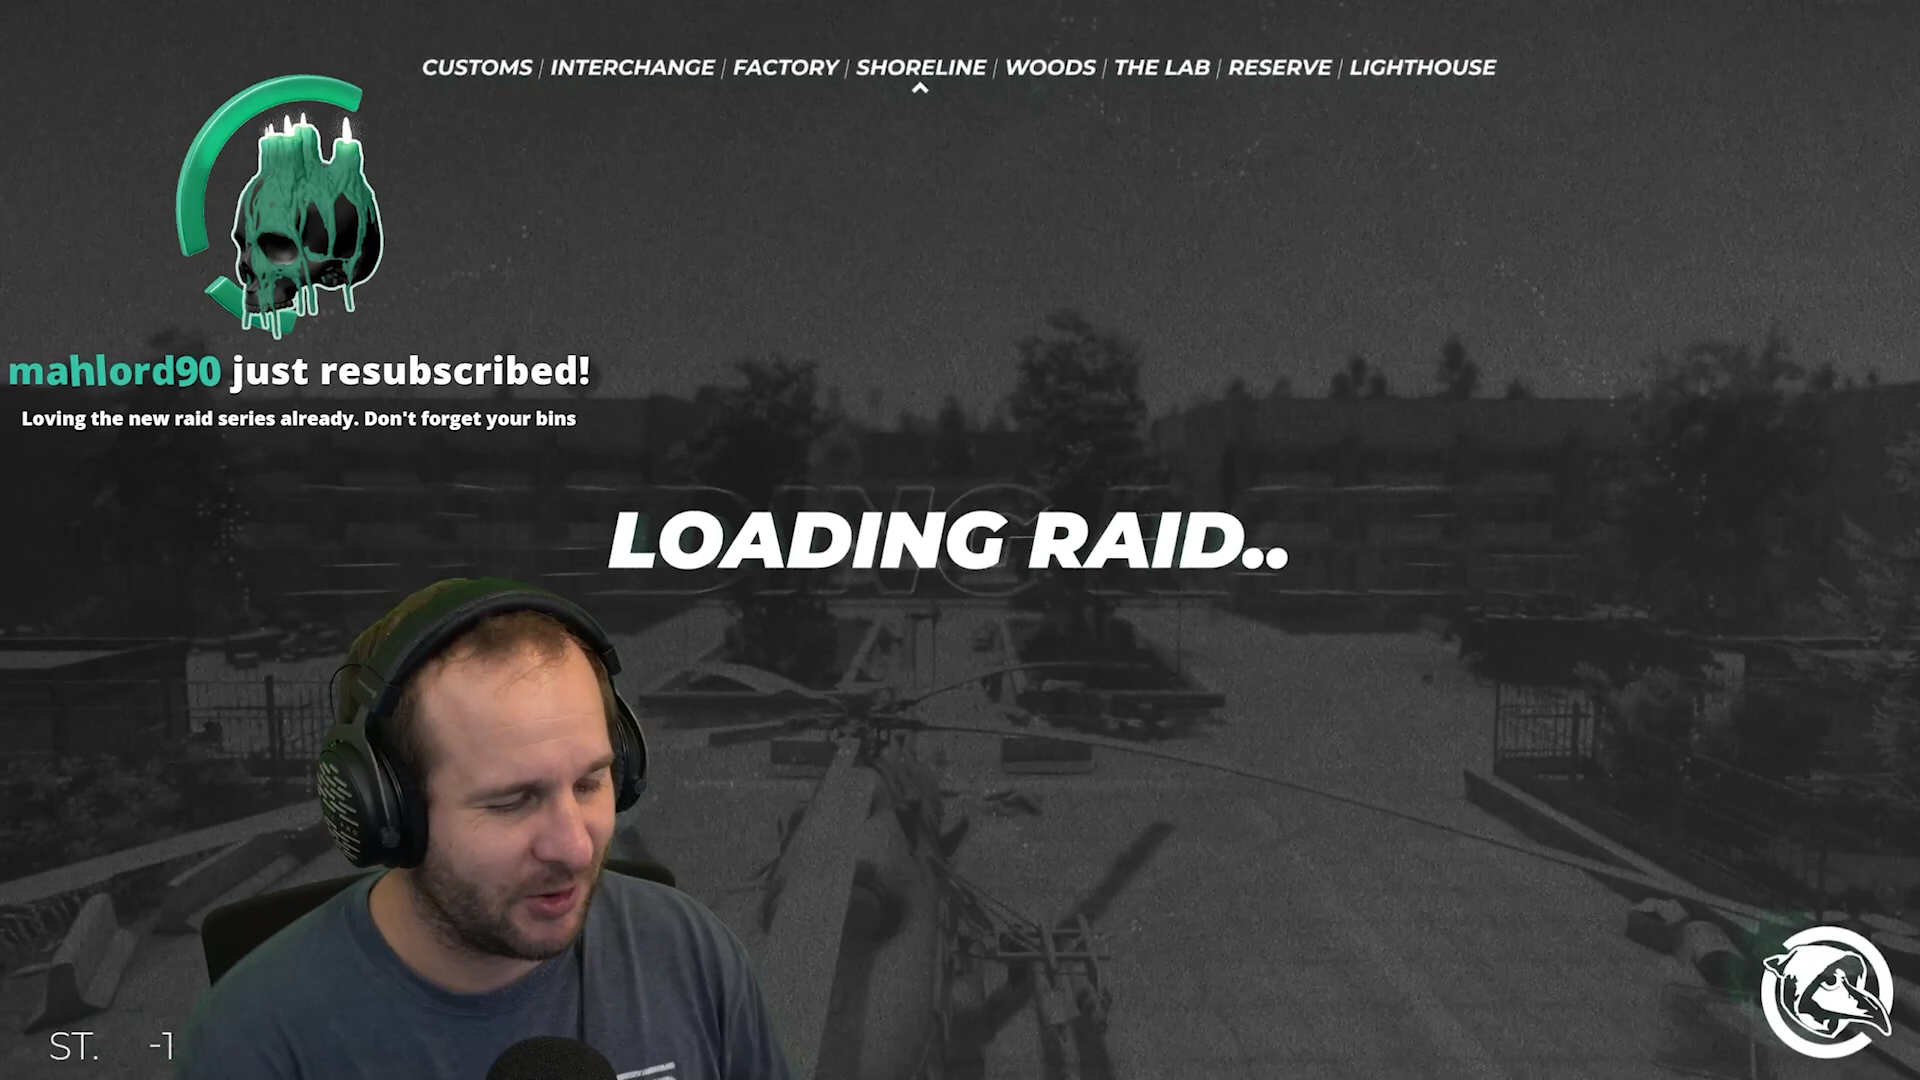 CUSTOMS | INTERCHANGE | FACTORY | SHORELINE | WOODS | THE LAB | RESERVE | LIGHTHOUSE
mahlord90 just resubscribed!
Loving the new raid series already. Don't forget your bins
LOADING RAID..
ST. -1